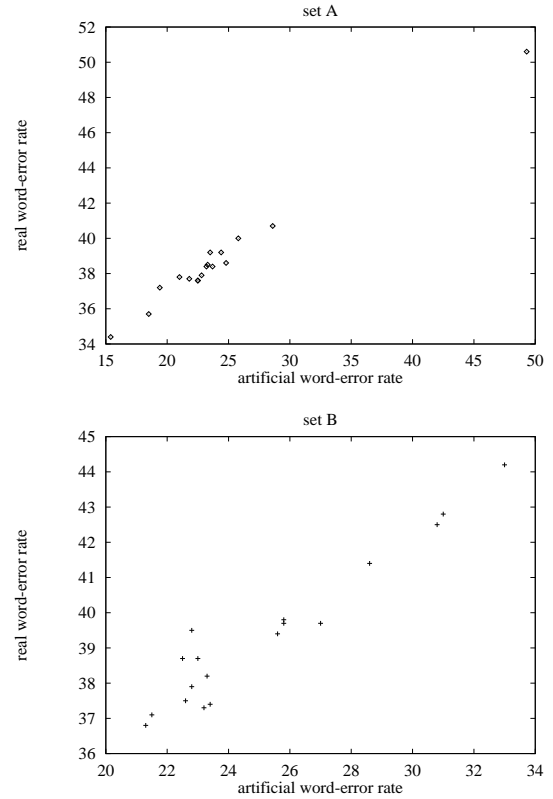 set A
52
50
48
46
44
42
40
38
36
34
real word-error rate
15 20 25 30 35 40 45 50
artificial word-error rate
set B
45
44
43
42
41
40
39
38
37
36
real word-error rate
20 22 24 26 28 30 32 34
artificial word-error rate